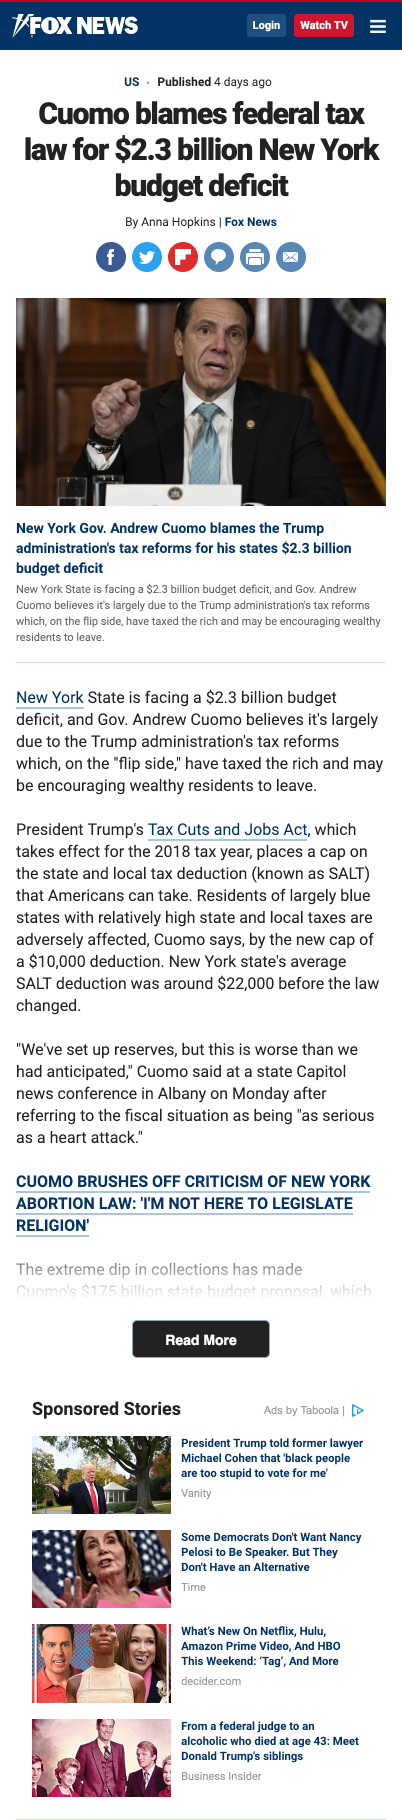 FOX NEWS
Login
Watch TV
US • Published 4 days ago
Cuomo blames federal tax
law for $2.3 billion New York
budget deficit
By Anna Hopkins | Fox News
New York Gov. Andrew Cuomo blames the Trump
administration's tax reforms for his states $2.3 billion
budget deficit
New York State is facing a $2.3 billion budget deficit, and Gov. Andrew
Cuomo believes it's largely due to the Trump administration's tax reforms
which, on the flip side, have taxed the rich and may be encouraging wealthy
residents to leave.
New York State is facing a $2.3 billion budget
deficit, and Gov. Andrew Cuomo believes it's largely
due to the Trump administration's tax reforms
which, on the "flip side," have taxed the rich and may
be encouraging wealthy residents to leave.
President Trump's Tax Cuts and Jobs Act, which
takes effect for the 2018 tax year, places a cap on
the state and local tax deduction (known as SALT)
that Americans can take. Residents of largely blue
states with relatively high state and local taxes are
adversely affected, Cuomo says, by the new cap of
a $10,000 deduction. New York state's average
SALT deduction was around $22,000 before the law
changed.
"We've set up reserves, but this is worse than we
had anticipated," Cuomo said at a state Capitol
news conference in Albany on Monday after
referring to the fiscal situation as being "as serious
as a heart attack."
CUOMO BRUSHES OFF CRITICISM OF NEW YORK
ABORTION LAW: 'I'M NOT HERE TO LEGISLATE
RELIGION'
The extreme dip in collections has made
Cuomo's $175 billion state budget proposal, which
Read More
Sponsored Stories
Ads by Taboola |
President Trump told former lawyer
Michael Cohen that 'black people
are too stupid to vote for me'
Vanity
Some Democrats Don't Want Nancy
Pelosi to Be Speaker. But They
Don't Have an Alternative
Time
What's New On Netflix, Hulu,
Amazon Prime Video, And HBO
This Weekend: 'Tag', And More
decider.com
From a federal judge to an
alcoholic who died at age 43: Meet
Donald Trump's siblings
Business Insider